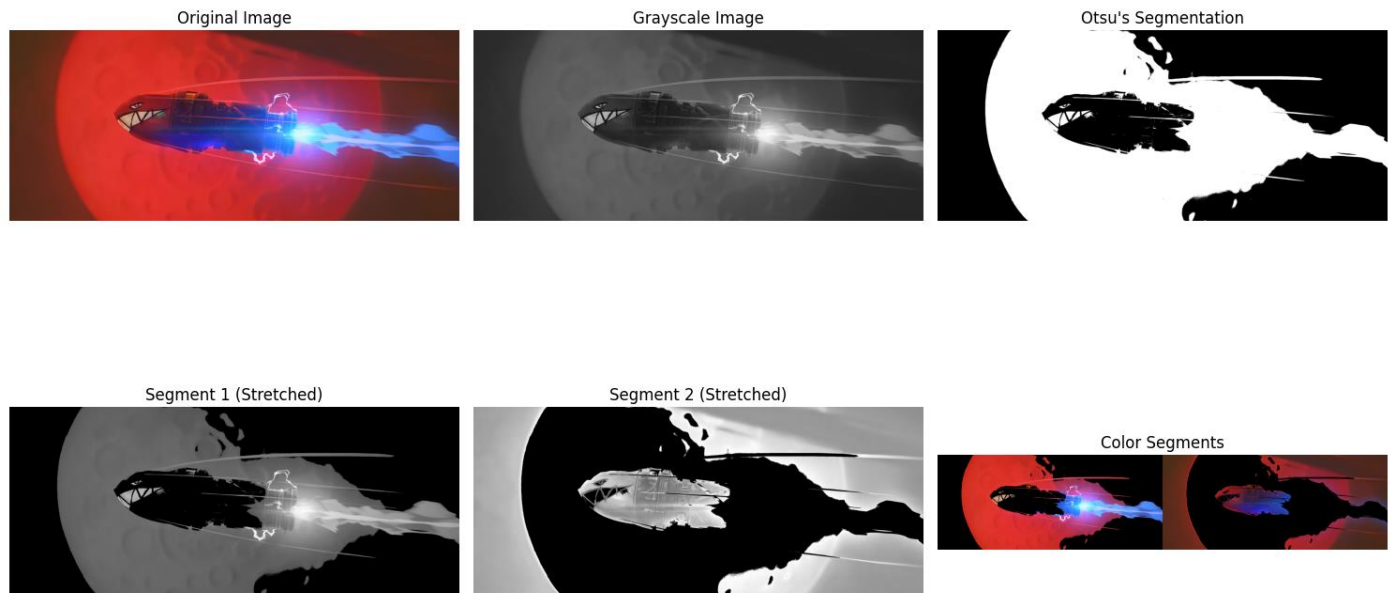 Original Image
Grayscale Image
Otsu's Segmentation
Segment 1 (Stretched)
Segment 2 (Stretched)
Color Segments